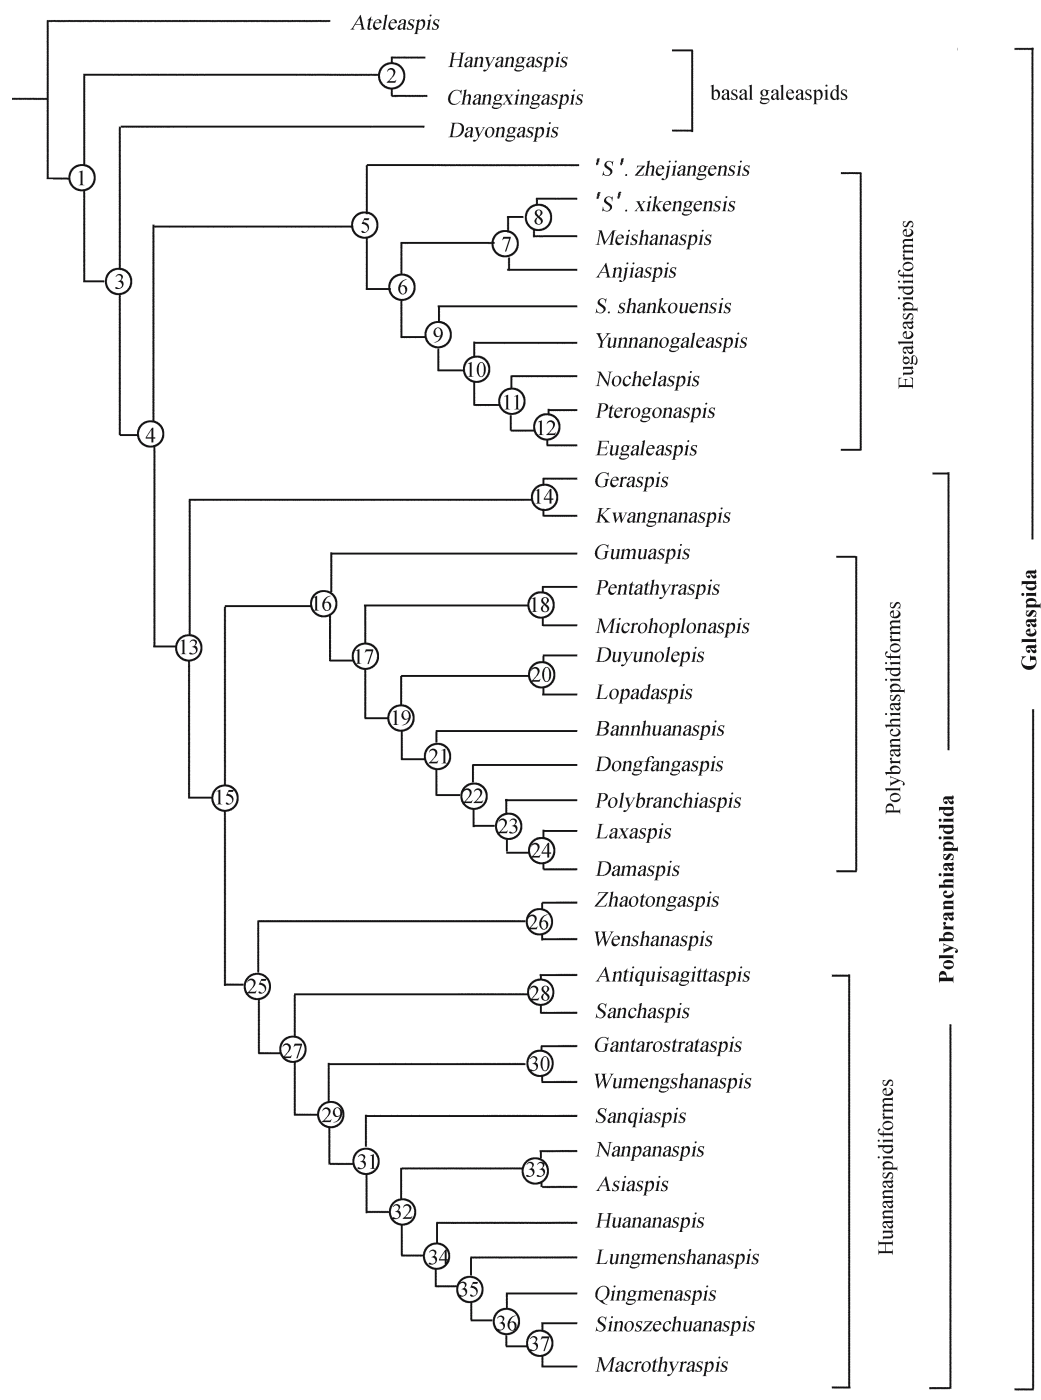 Ateleaspis
Hanyangaspis
2
Changxingaspis
basal galeaspids
Dayongaspis
'S'. zhejiangensis
1
'S'. xikengensis
8
5
Meishanaspis
7
Anjiaspis
3
6
S. shankouensis
Eugaleaspidiformes
9
Yunnanogaleaspis
10
Nochelaspis
11
Pterogonaspis
12
4
Eugaleaspis
Geraspis
14
Kwangnanaspis
Gumuaspis
Pentathyraspis
16
18
Microhoplonaspis
Galeaspida
13
17
Duyunolepis
20
Lopadaspis
19
Bannhuanaspis
Polybranchiaspidiformes
21
Dongfangaspis
15
22
Polybranchiaspis
23
Laxaspis
24
Damaspis
Polybranchiaspidida
Zhaotongaspis
26
Wenshanaspis
Antiquisagittaspis
25
28
Sanchaspis
Gantarostrataspis
27
30
Wumengshanaspis
29
Sanqiaspis
Nanpanaspis
31
33
Asiaspis
Huananaspidiformes
32
Huananaspis
34
Lungmenshanaspis
35
Qingmenaspis
36
Sinoszechuanaspis
37
Macrothyraspis